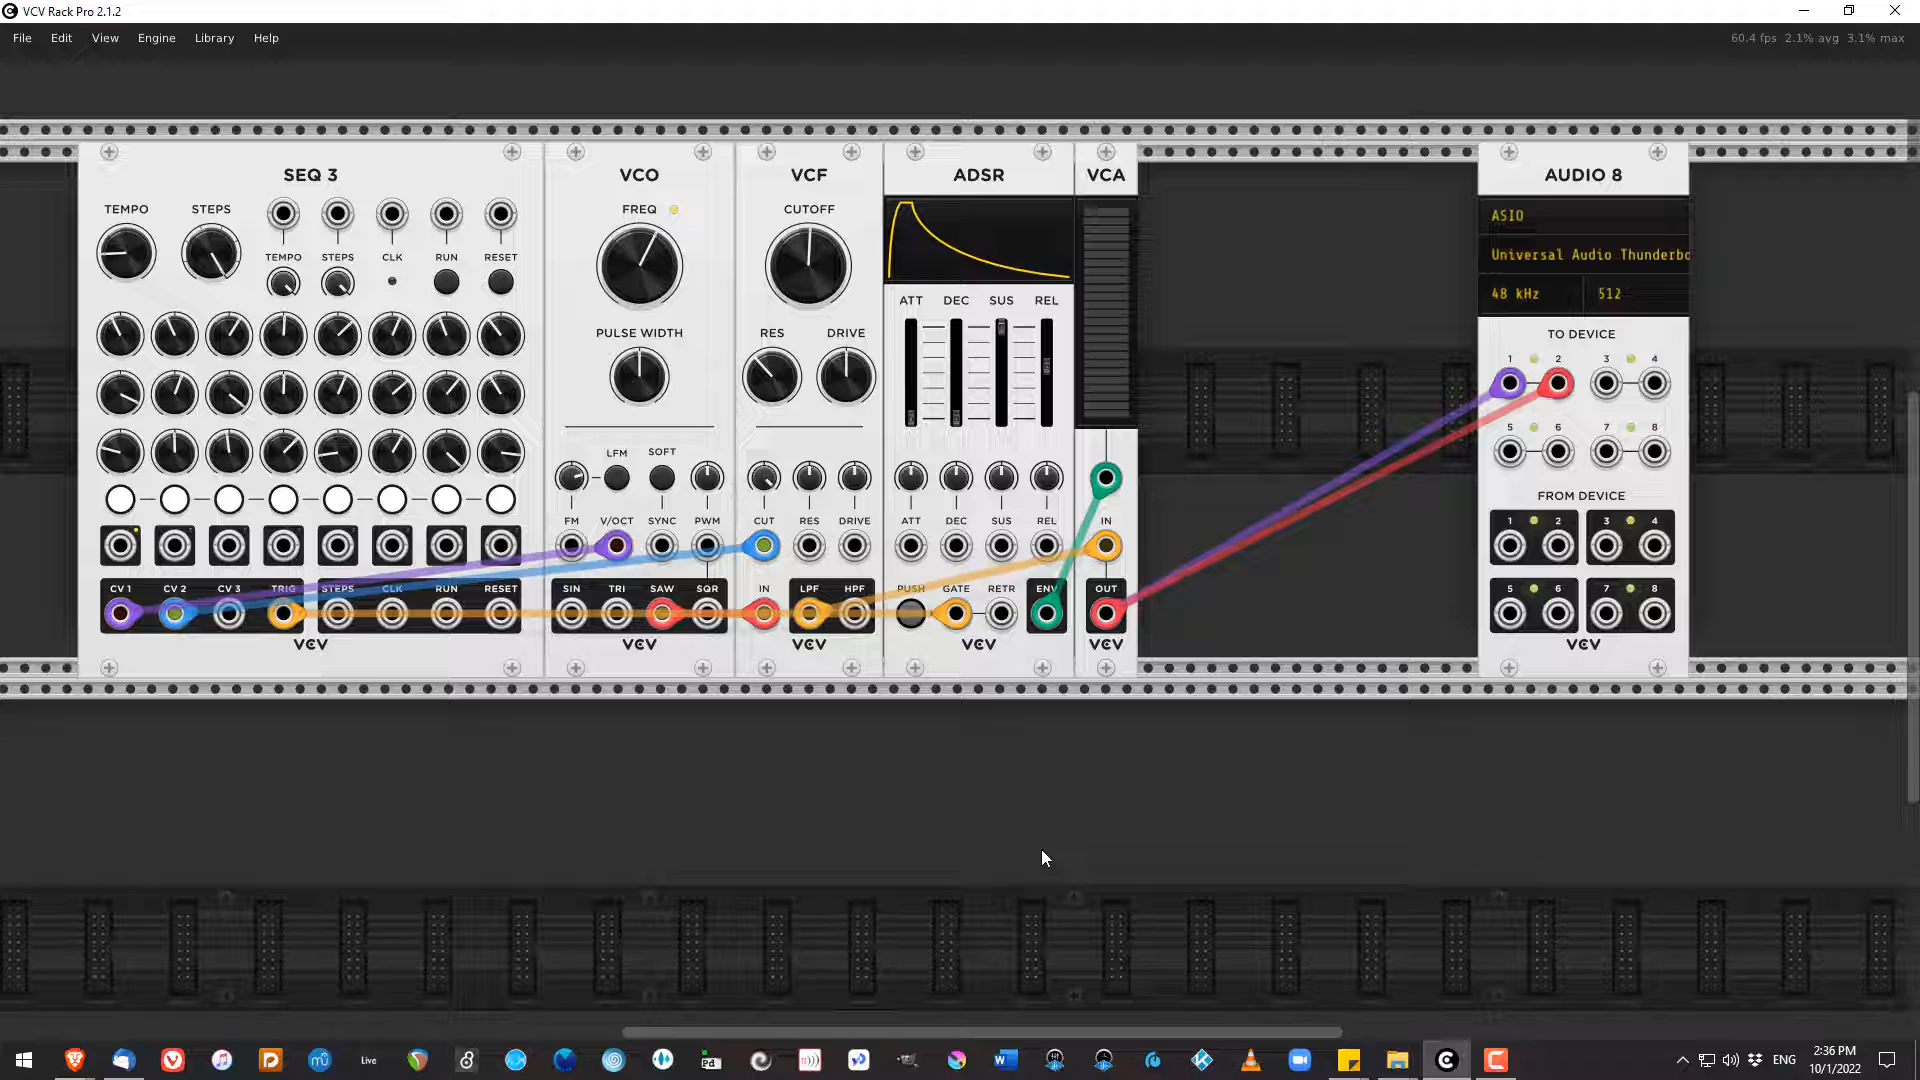 VCV Rack Pro 2.1.2
File Edit View Engine Library Help
60.4 fps 2.1% avg 3.1% max
SEQ 3
TEMPO STEPS
TEMPO STEPS CLK RUN RESET
CV 1 CV 2 CV 3 TRIG STEPS CLK RUN RESET
VCV
VCO
FREQ
PULSE WIDTH
LFM SOFT
FM V/OCT SYNC PWM
SIN TRI SAW SQR
VCV
VCF
CUTOFF
RES DRIVE
CUT RES DRIVE
IN LPF HPF
VCV
ADSR
ATT DEC SUS REL
ATT DEC SUS REL
PUSH GATE RETR ENV
VCV
VCA
IN
OUT
VCV
AUDIO 8
ASIO
Universal Audio Thunderbo
48 kHz 512
TO DEVICE
1 2 3 4
5 6 7 8
FROM DEVICE
1 2 3 4
5 6 7 8
VCV
Live
Pd
ENG
2:36 PM
10/1/2022